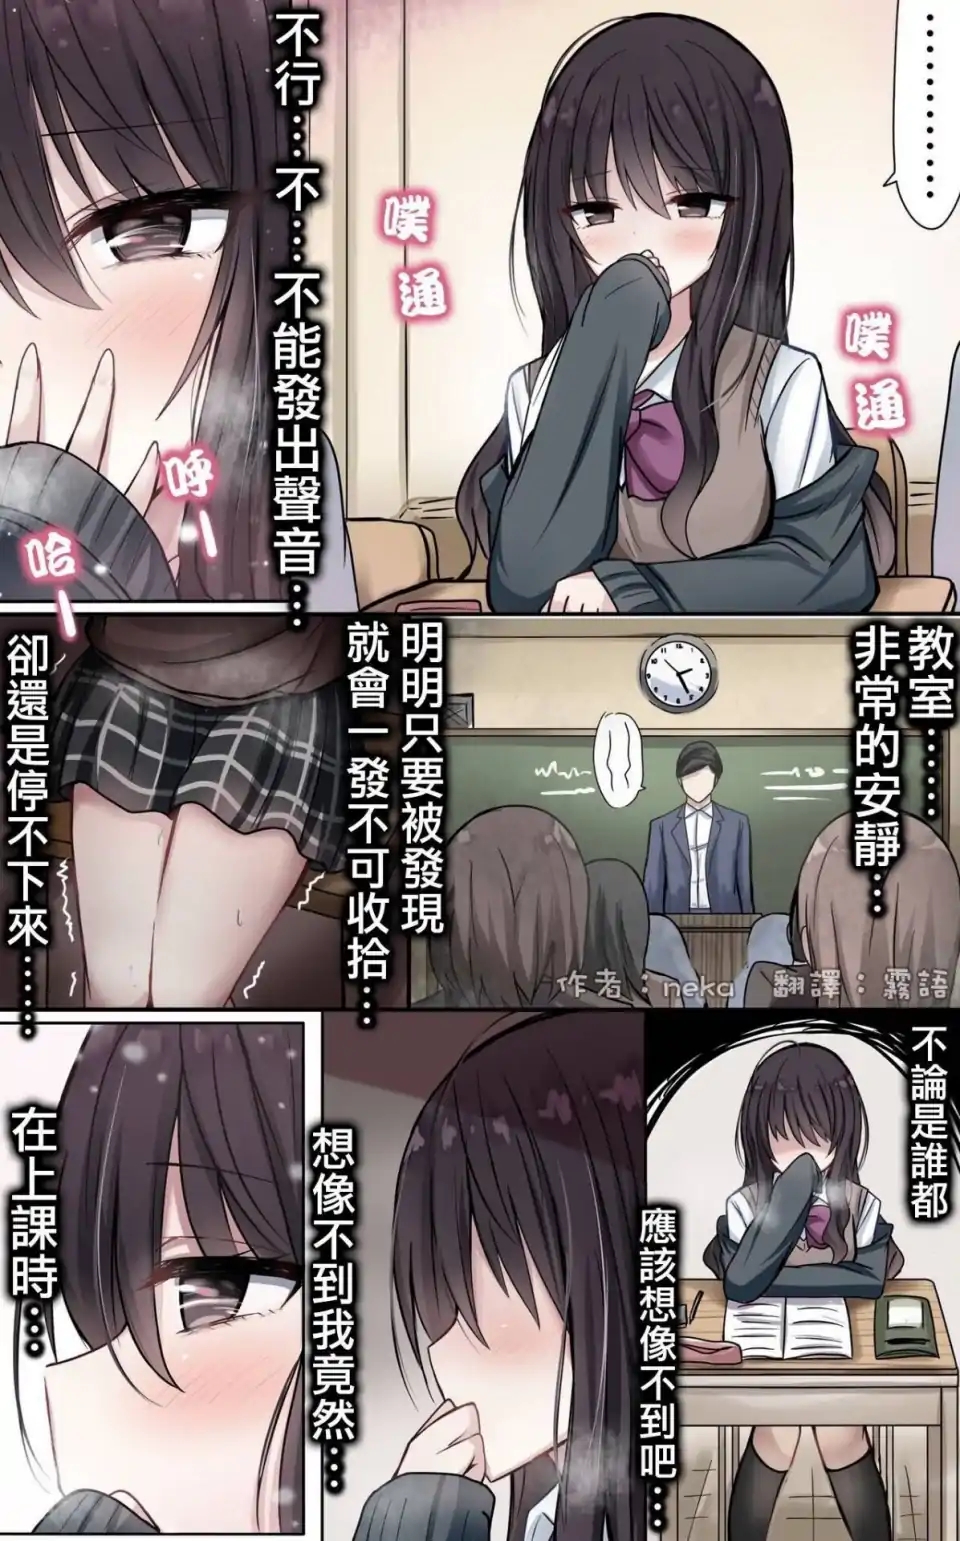 …………
噗通
噗通
不行…不…不能發出聲音…
呼ー
哈ー
教室………
非常的安靜…
明明只要被發現
就會一發不可收拾…
卻還是停不下來……
作者：neka　翻譯：霧語
不論是誰都
應該想像不到吧…
想像不到我竟然…
在上課時…